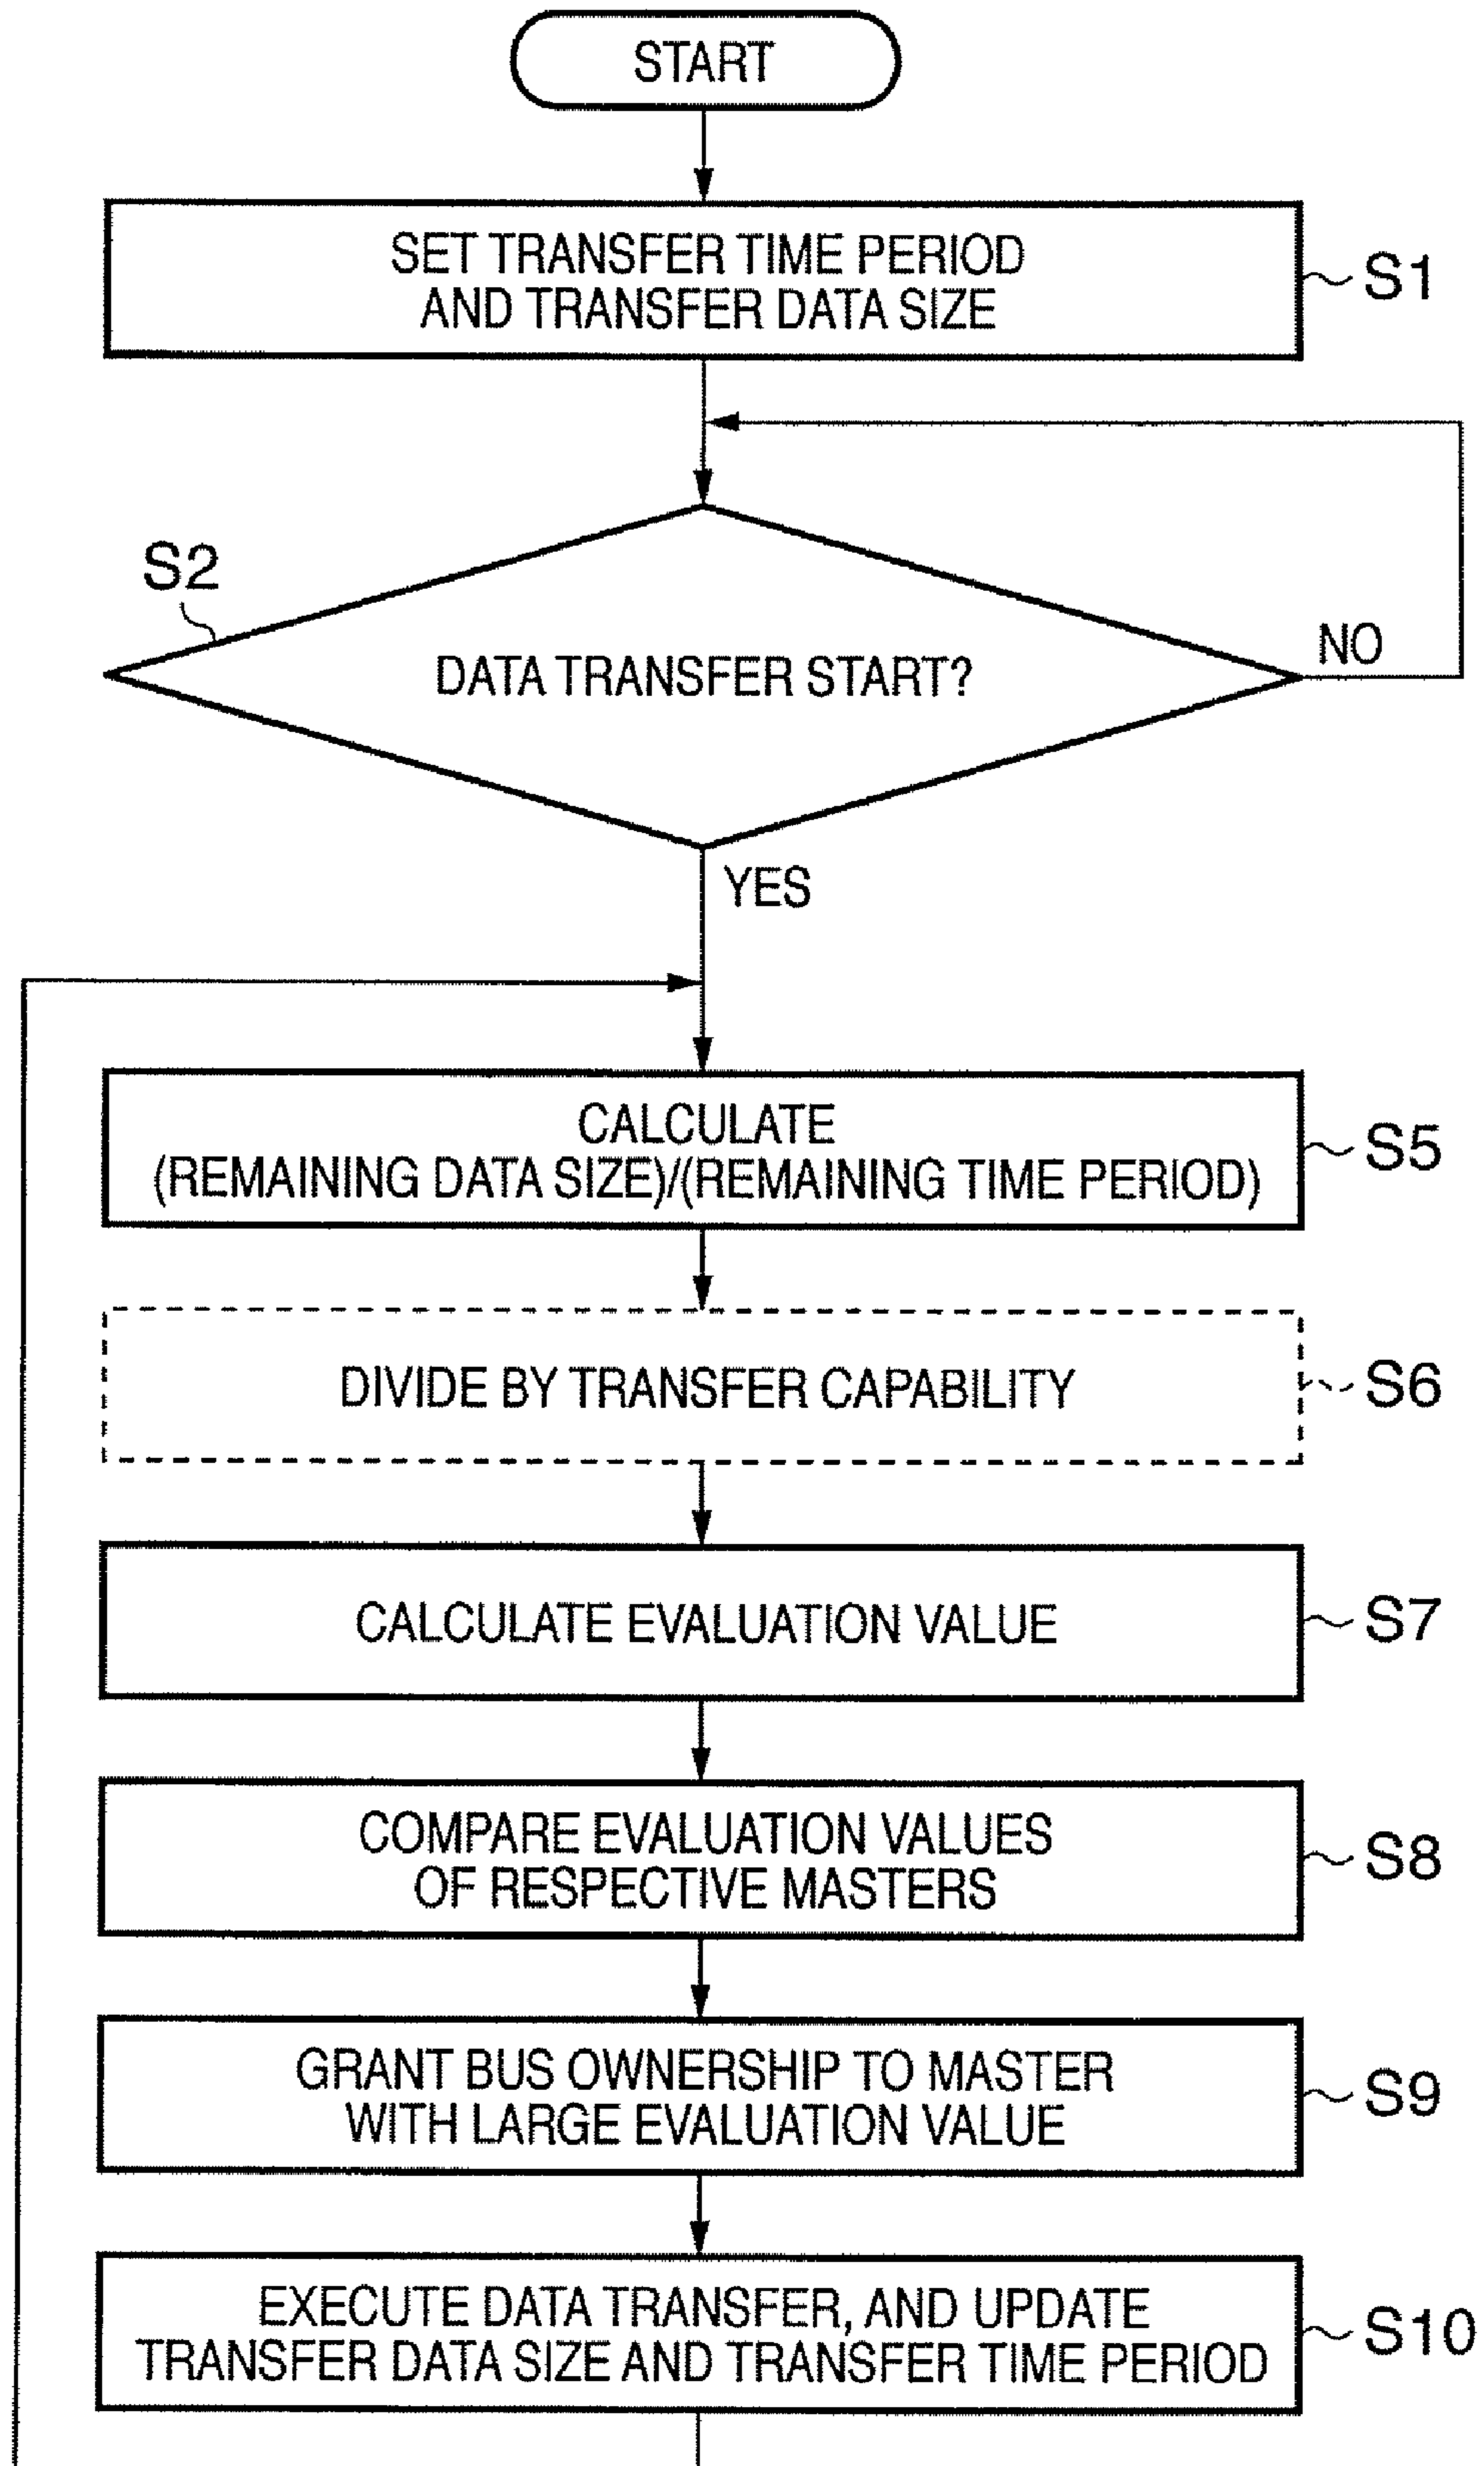 START
SET TRANSFER TIME PERIOD
AND TRANSFER DATA SIZE
S1
S2
DATA TRANSFER START?
NO
YES
CALCULATE
(REMAINING DATA SIZE)/(REMAINING TIME PERIOD)
S5
DIVIDE BY TRANSFER CAPABILITY
S6
CALCULATE EVALUATION VALUE
S7
COMPARE EVALUATION VALUES
OF RESPECTIVE MASTERS
S8
GRANT BUS OWNERSHIP TO MASTER
WITH LARGE EVALUATION VALUE
S9
EXECUTE DATA TRANSFER, AND UPDATE
TRANSFER DATA SIZE AND TRANSFER TIME PERIOD
S10